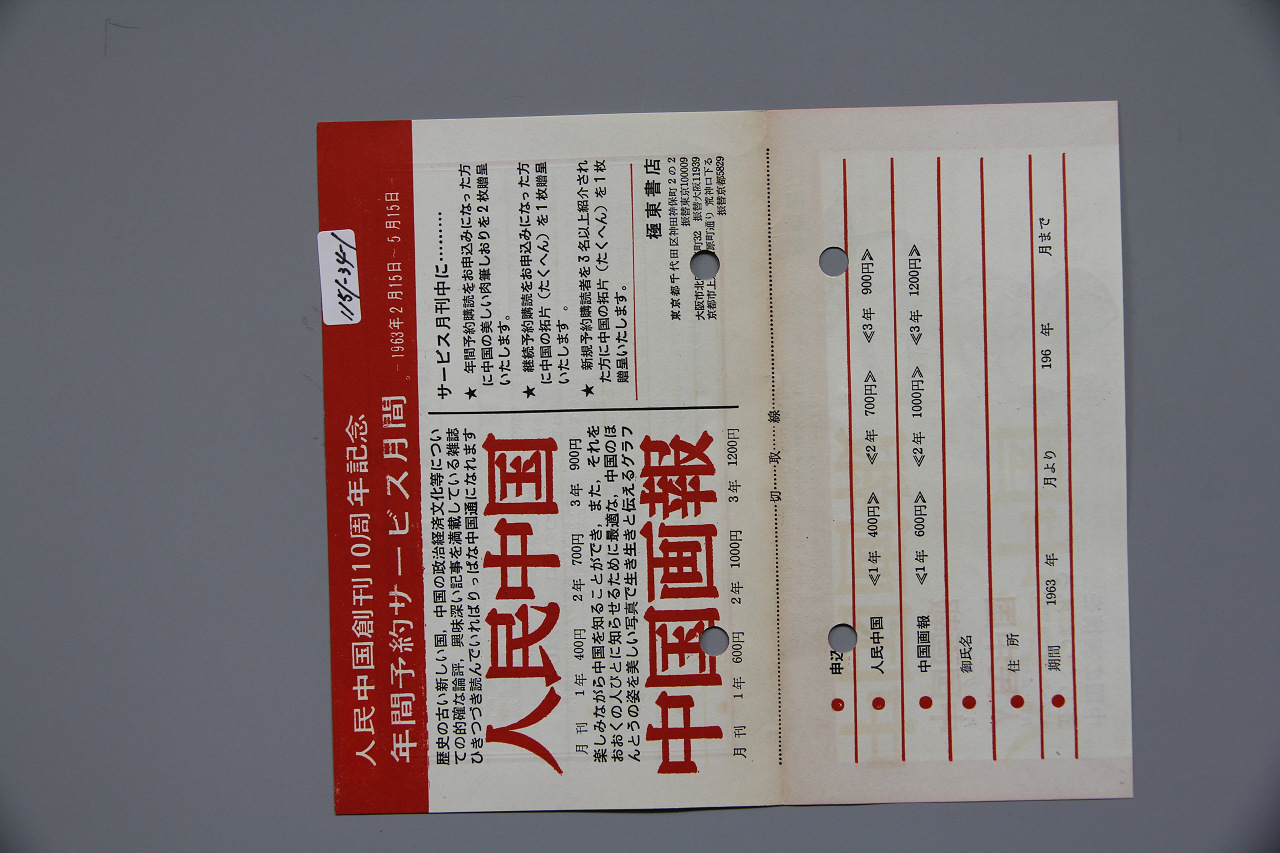 115/-34-1
人民中国創刊10周年記念
年間予約サービス月間
－1963年2月15日～5月15日－
歴史の古い新しい国，中国の政治経済文化等につい
ての的確な論評，興味深い記事を満載している雑誌
ひきつづき読んでいればりっぱな中国通になれます
人民中国
月刊 1年 400円 2年 700円 3年 900円
楽しみながら中国を知ることができ，また，それを
おおくの人びとに知らせるために最適な，中国のほ
んとうの姿を美しい写真で生き生きと伝えるグラフ
中国画報
月刊 1年 600円 2年 1000円 3年 1200円
サービス月刊中に………
★ 年間予約購読をお申込みになった方
に中国の美しい肉筆しおりを2枚贈呈
いたします。
★ 継続予約購読をお申込みになった方
に中国の拓片（たくへん）を1枚贈呈
いたします。
★ 新規予約購読者を3名以上紹介され
た方に中国の拓片（たくへん）を1枚
贈呈いたします。
極東書店
東京都千代田区神田神保町2の2
振替東京100009
大阪市北 町32 振替大阪11939
京都市上 原町通り荒神口下る
振替京都5829
切取線
申込
人民中国 ≪1年 400円≫ ≪2年 700円≫ ≪3年 900円≫
中国画報 ≪1年 600円≫ ≪2年 1000円≫ ≪3年 1200円≫
御氏名
住所
期間 1963 年 月より 196 年 月まで